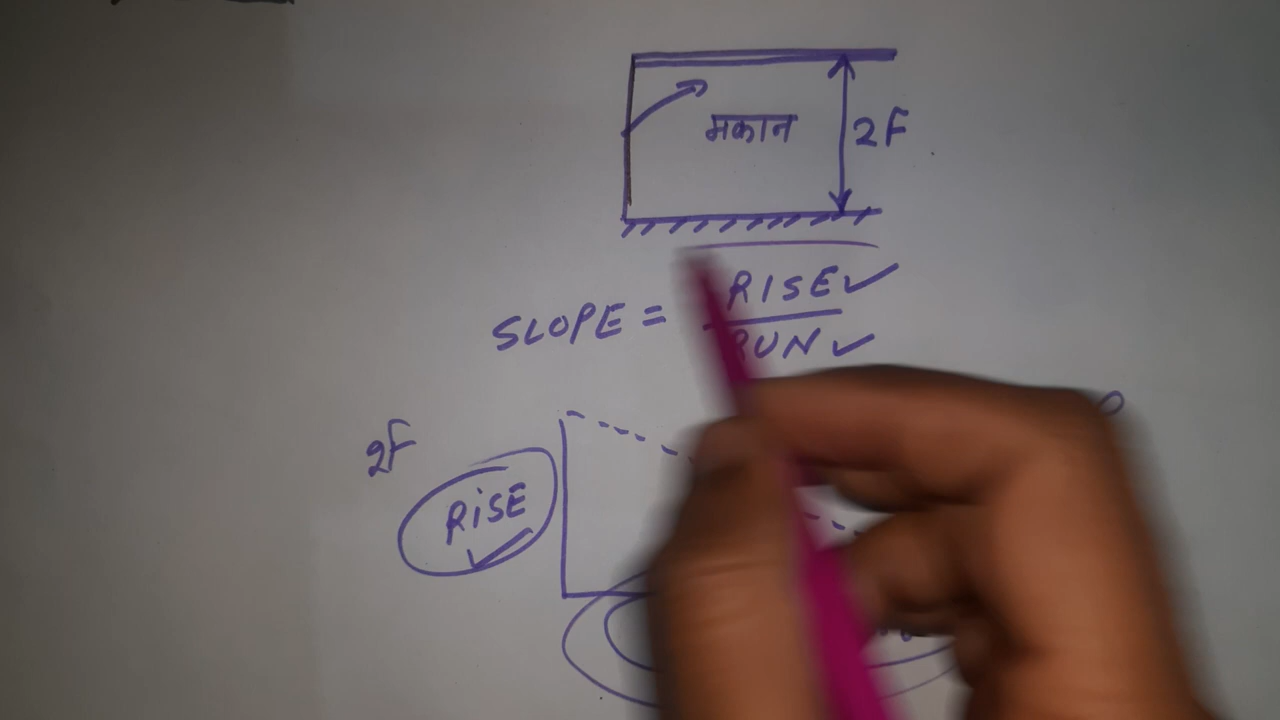 मकान
2F
SLOPE = RISE
RUN
2F
RISE